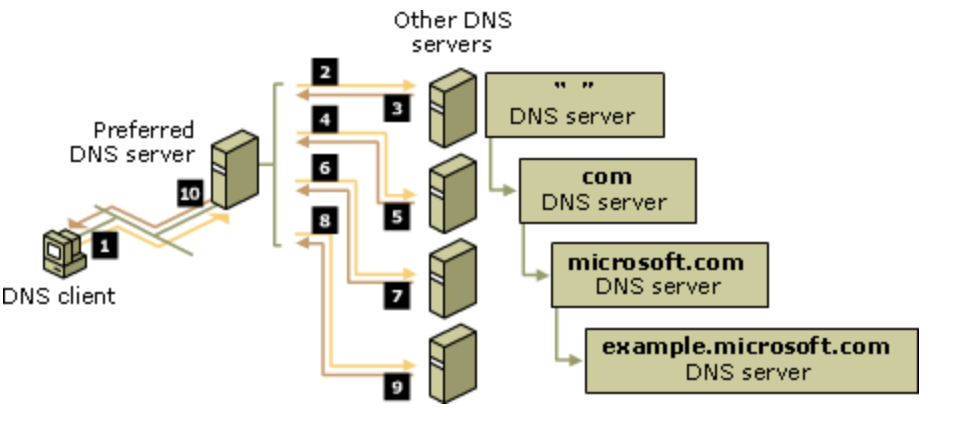 Other DNS
servers
2
3
" "
DNS server
4
Preferred
DNS server
6
com
DNS server
10
8
5
1
microsoft.com
DNS server
DNS client
7
example.microsoft.com
DNS server
9